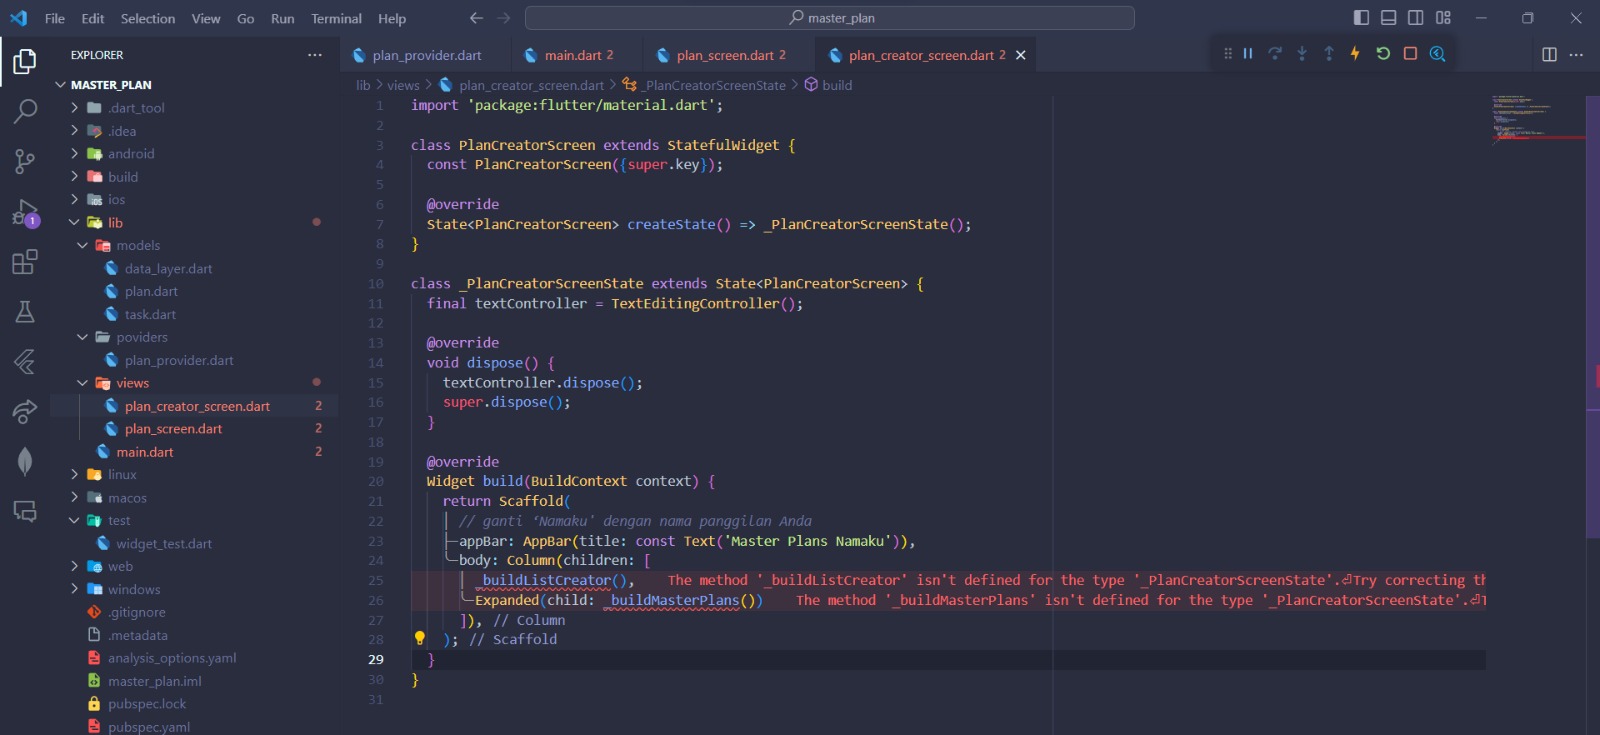 File Edit Selection View Go Run Terminal Help
master_plan
EXPLORER
MASTER_PLAN
.dart_tool
.idea
android
build
ios
lib
models
data_layer.dart
plan.dart
task.dart
poviders
plan_provider.dart
views
plan_creator_screen.dart 2
plan_screen.dart 2
main.dart 2
linux
macos
test
widget_test.dart
web
windows
.gitignore
.metadata
analysis_options.yaml
master_plan.iml
pubspec.lock
pubspec.yaml
1
plan_provider.dart
main.dart 2
plan_screen.dart 2
plan_creator_screen.dart 2
lib > views > plan_creator_screen.dart > _PlanCreatorScreenState > build
1 import 'package:flutter/material.dart';
2
3 class PlanCreatorScreen extends StatefulWidget {
4 const PlanCreatorScreen({super.key});
5
6 @override
7 State<PlanCreatorScreen> createState() => _PlanCreatorScreenState();
8 }
9
10 class _PlanCreatorScreenState extends State<PlanCreatorScreen> {
11 final textController = TextEditingController();
12
13 @override
14 void dispose() {
15 textController.dispose();
16 super.dispose();
17 }
18
19 @override
20 Widget build(BuildContext context) {
21 return Scaffold(
22 // ganti ‘Namaku' dengan nama panggilan Anda
23 appBar: AppBar(title: const Text('Master Plans Namaku')),
24 body: Column(children: [
25 _buildListCreator(), The method '_buildListCreator' isn't defined for the type '_PlanCreatorScreenState'.⏎Try correcting th
26 Expanded(child: _buildMasterPlans()) The method '_buildMasterPlans' isn't defined for the type '_PlanCreatorScreenState'.⏎T
27 ]), // Column
28 ); // Scaffold
29 }
30 }
31